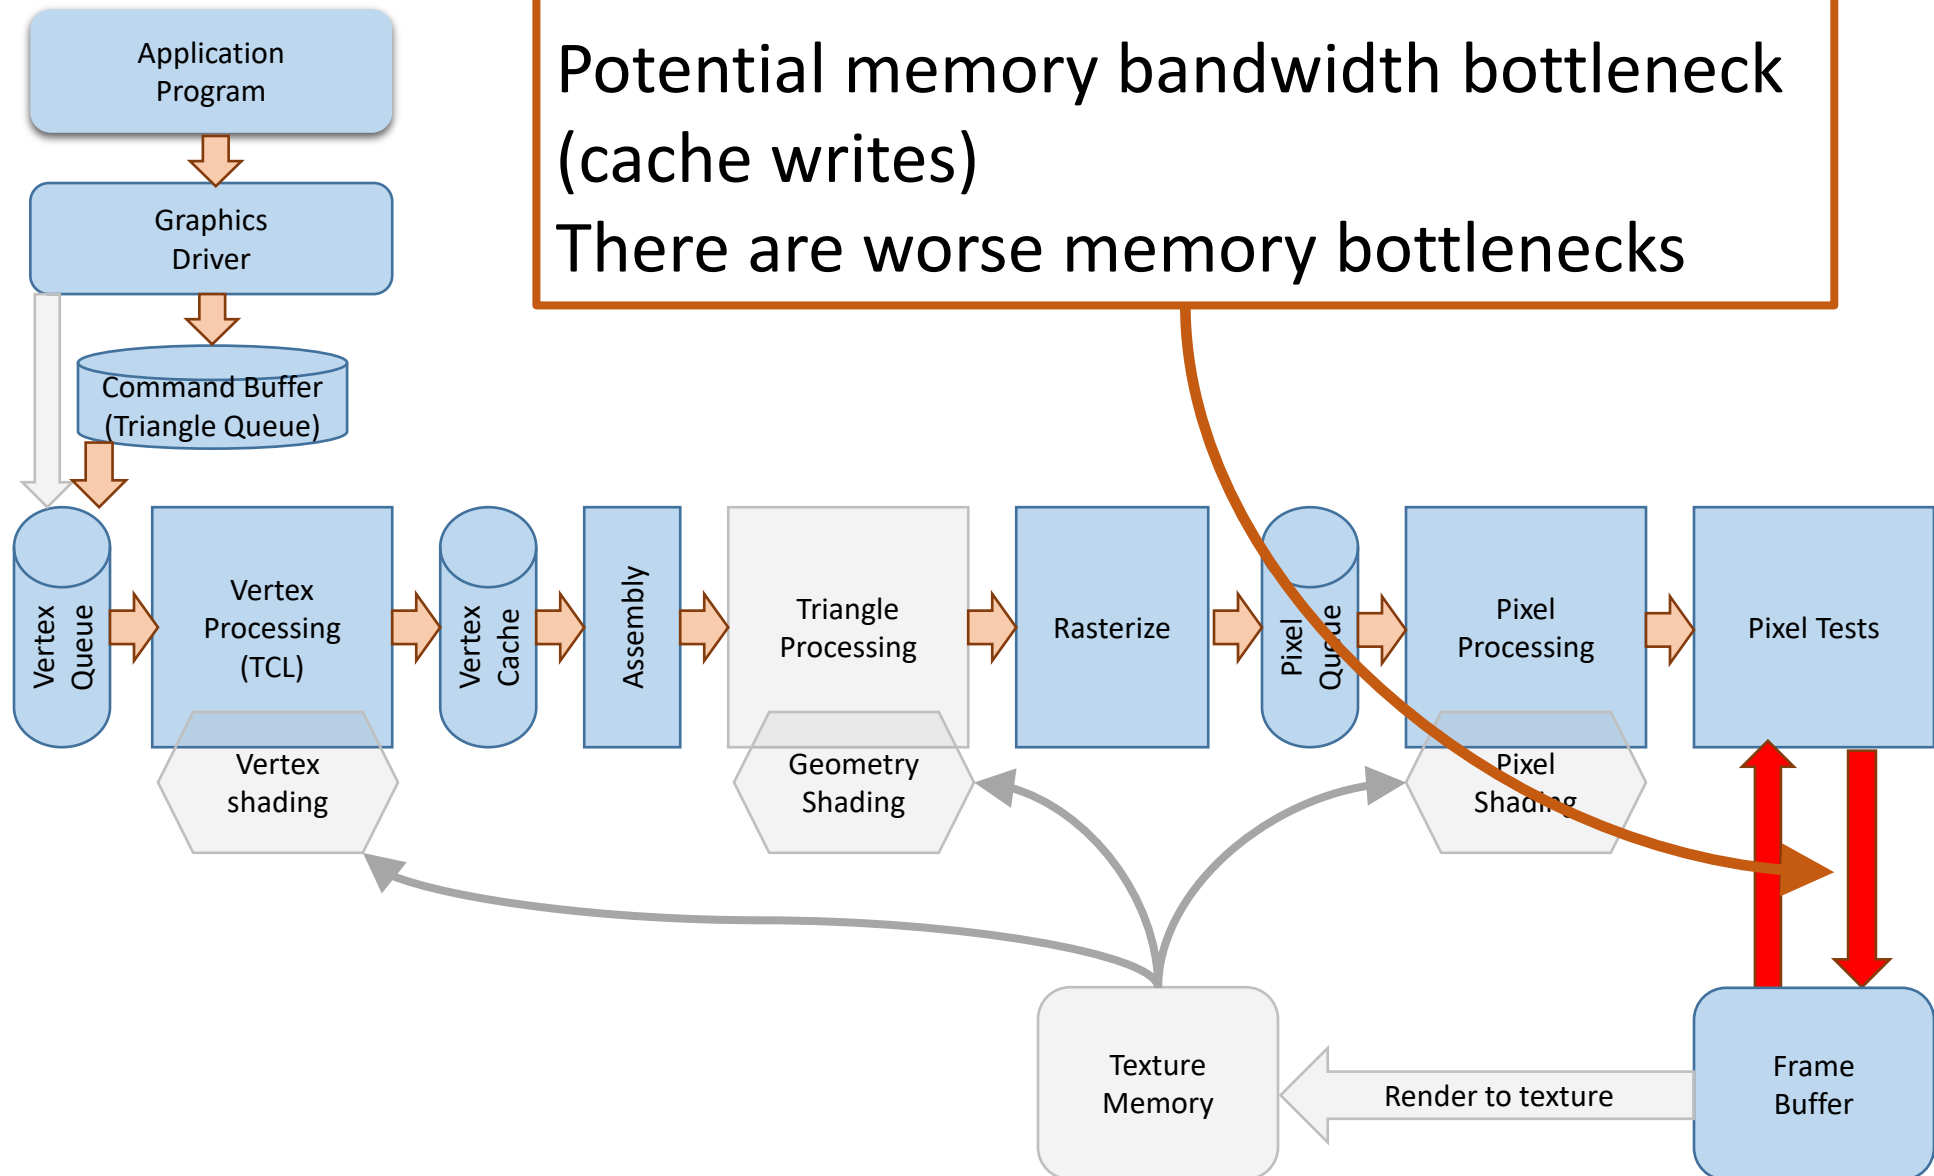 Application
Program
Potential memory bandwidth bottleneck
(cache writes)
There are worse memory bottlenecks
Graphics
Driver
Command Buffer
(Triangle Queue)
Vertex
Queue
Vertex
Processing
(TCL)
Vertex
Cache
Assembly
Triangle
Processing
Rasterize
Pixel
Queue
Pixel
Processing
Pixel Tests
Vertex
shading
Geometry
Shading
Pixel
Shading
Texture
Memory
Render to texture
Frame
Buffer